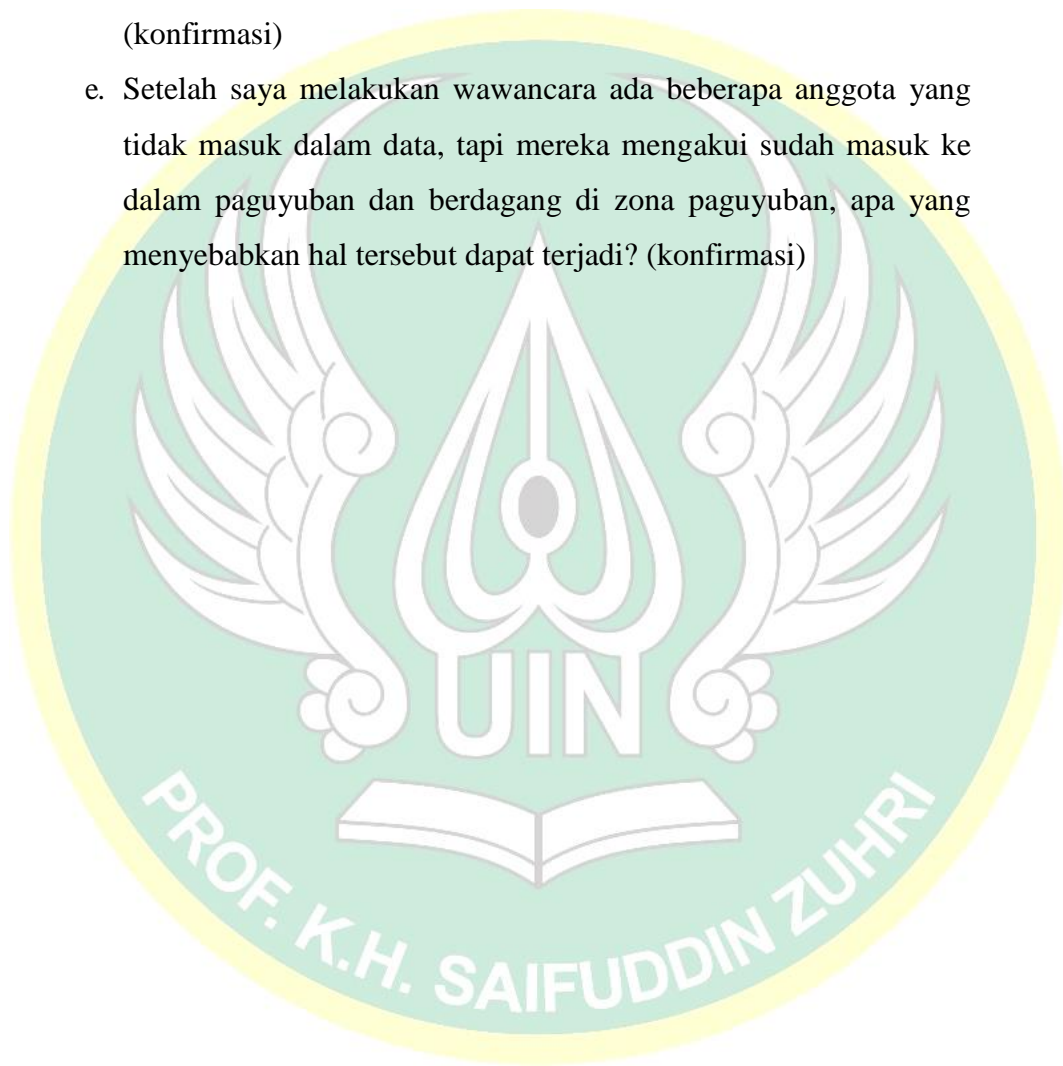 (konfirmasi)
e. Setelah saya melakukan wawancara ada beberapa anggota yang
tidak masuk dalam data, tapi mereka mengakui sudah masuk ke
dalam paguyuban dan berdagang di zona paguyuban, apa yang
menyebabkan hal tersebut dapat terjadi? (konfirmasi)
UIN
PROF. K.H. SAIFUDDIN ZUHRI